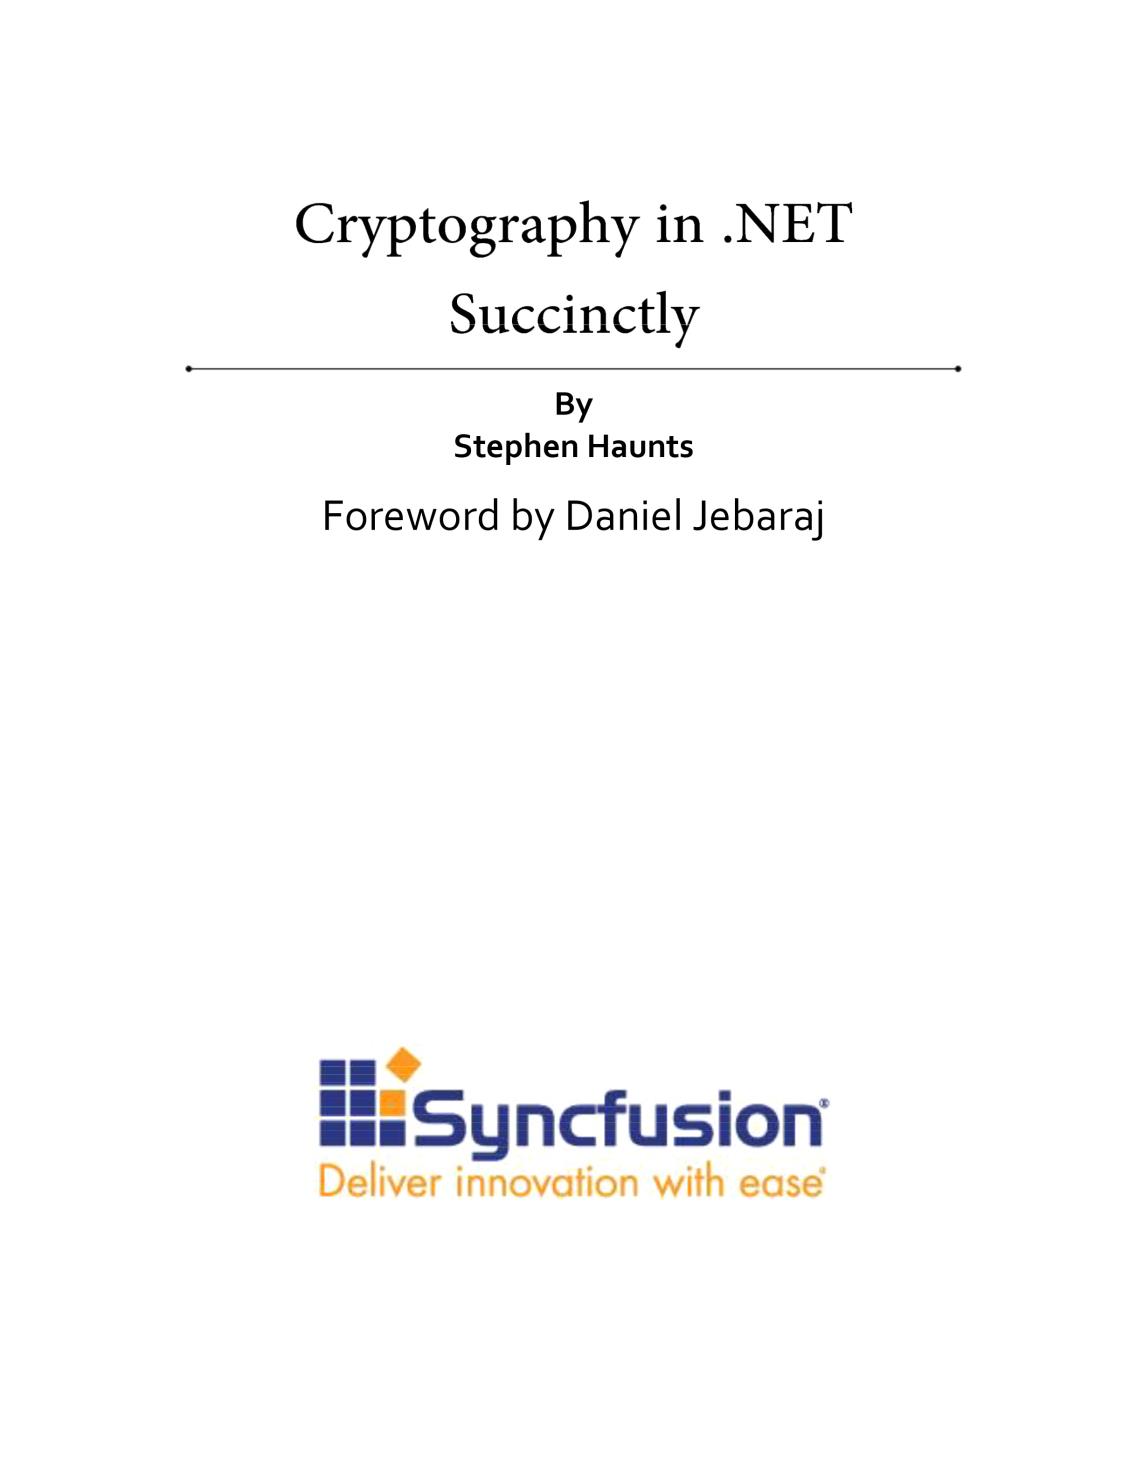 Cryptography in .NET
Succinctly
By
Stephen Haunts
Foreword by Daniel Jebaraj
Syncfusion®
Deliver innovation with ease®